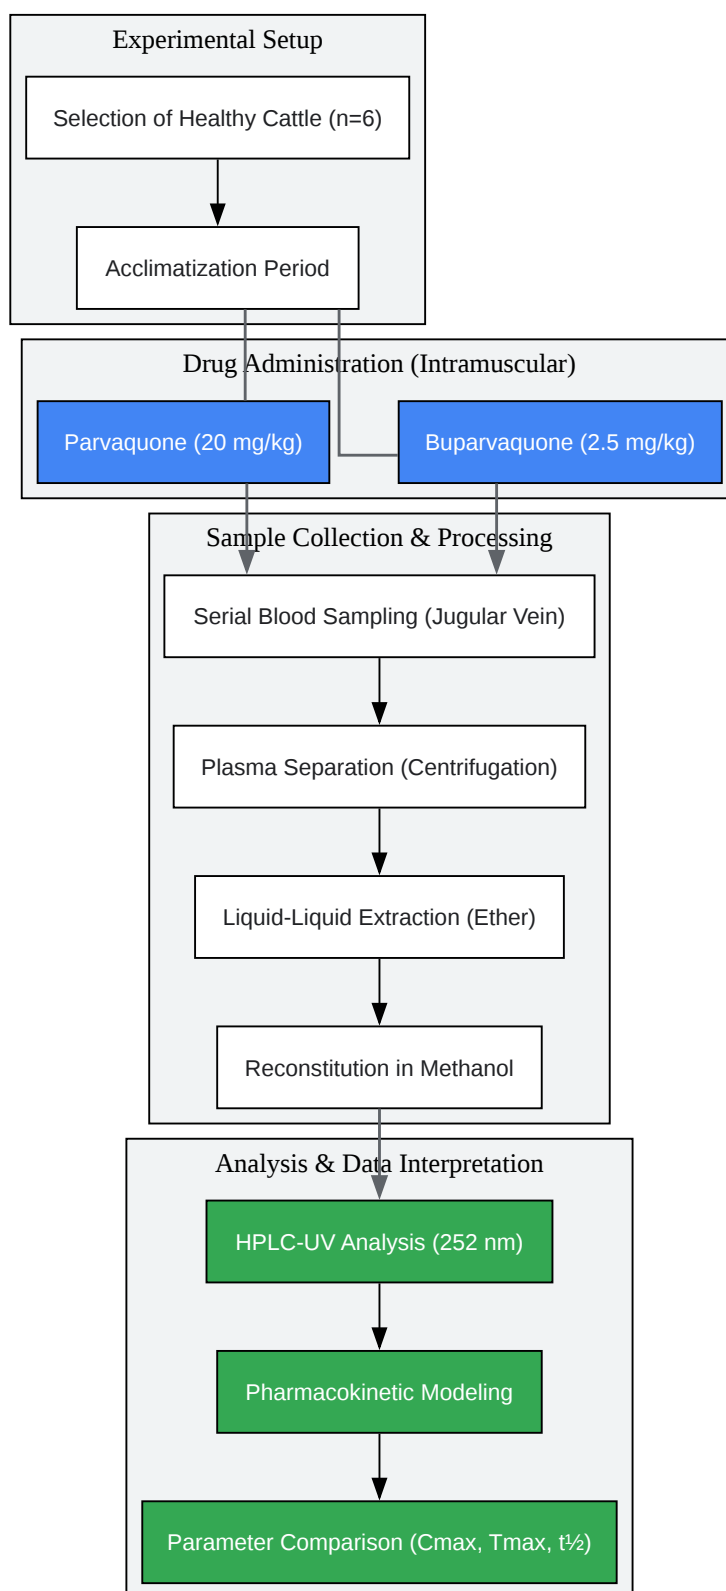 Experimental Setup
Selection of Healthy Cattle (n=6)
Acclimatization Period
Drug Administration (Intramuscular)
Parvaquone (20 mg/kg)
Buparvaquone (2.5 mg/kg)
Sample Collection & Processing
Serial Blood Sampling (Jugular Vein)
Plasma Separation (Centrifugation)
Liquid-Liquid Extraction (Ether)
Reconstitution in Methanol
Analysis & Data Interpretation
HPLC-UV Analysis (252 nm)
Pharmacokinetic Modeling
Parameter Comparison (Cmax, Tmax, t½)